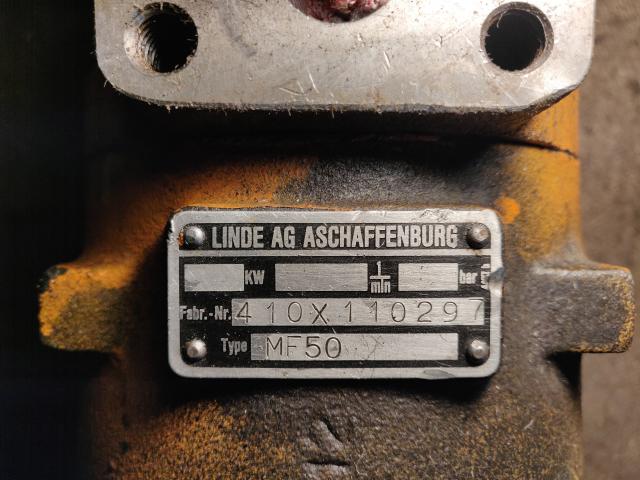 LINDE AG ASCHAFFENBURG
KW 1/min bar
Fabr.-Nr. 410X110297
Type MF50